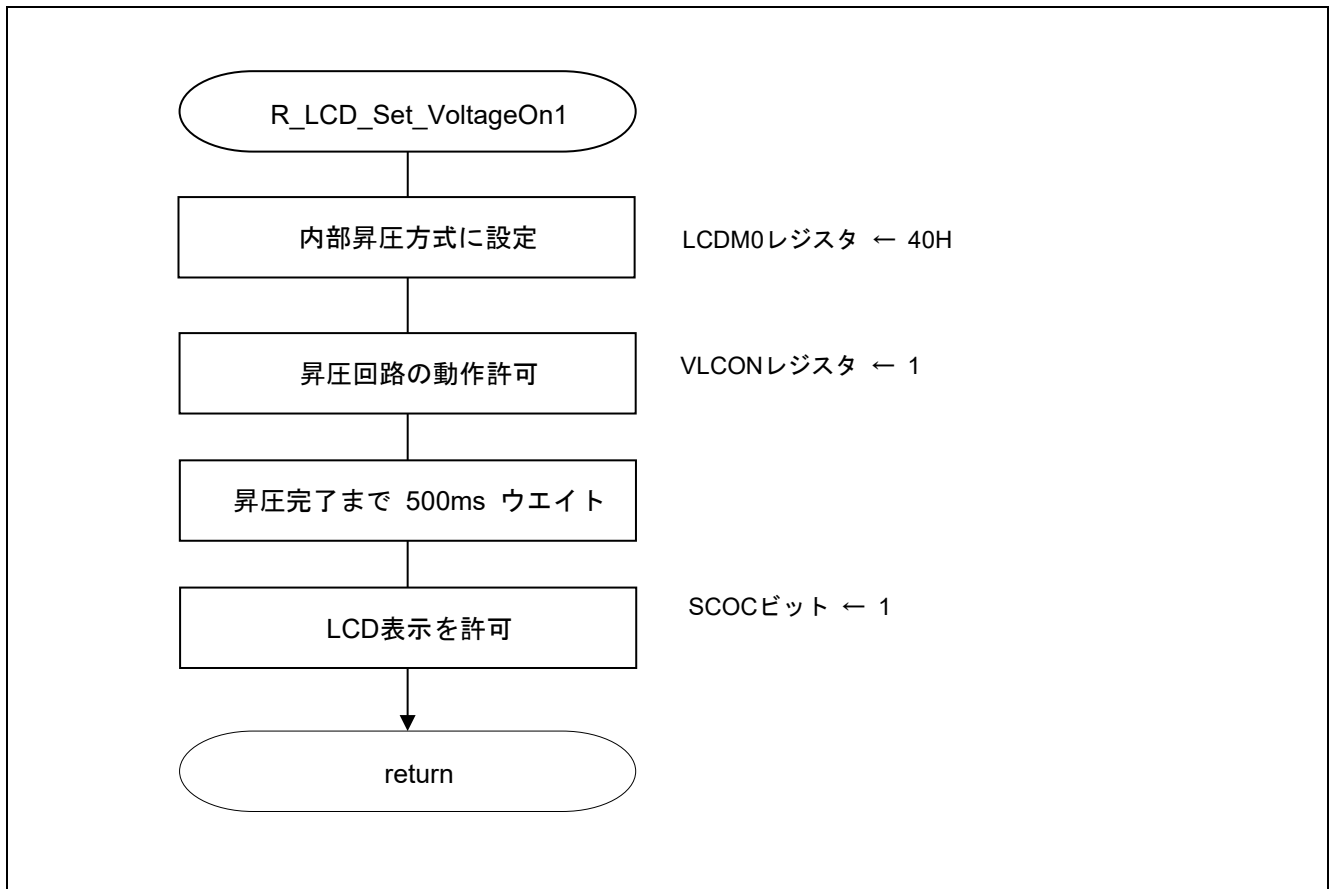 R_LCD_Set_VoltageOn1
内部昇圧方式に設定
LCDM0レジスタ ← 40H
昇圧回路の動作許可
VLCONレジスタ ← 1
昇圧完了まで 500ms ウエイト
LCD表示を許可
SCOCビット ← 1
return